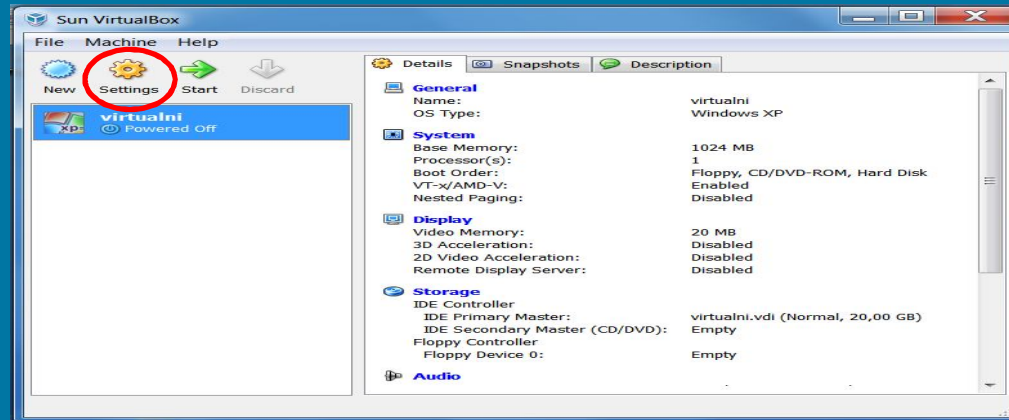 Sun VirtualBox
File Machine Help
New Settings Start Discard
virtualni
Powered Off
xp
Details Snapshots Description
General
Name: virtualni
OS Type: Windows XP
System
Base Memory: 1024 MB
Processor(s): 1
Boot Order: Floppy, CD/DVD-ROM, Hard Disk
VT-x/AMD-V: Enabled
Nested Paging: Disabled
Display
Video Memory: 20 MB
3D Acceleration: Disabled
2D Video Acceleration: Disabled
Remote Display Server: Disabled
Storage
IDE Controller
IDE Primary Master: virtualni.vdi (Normal, 20,00 GB)
IDE Secondary Master (CD/DVD): Empty
Floppy Controller
Floppy Device 0: Empty
Audio